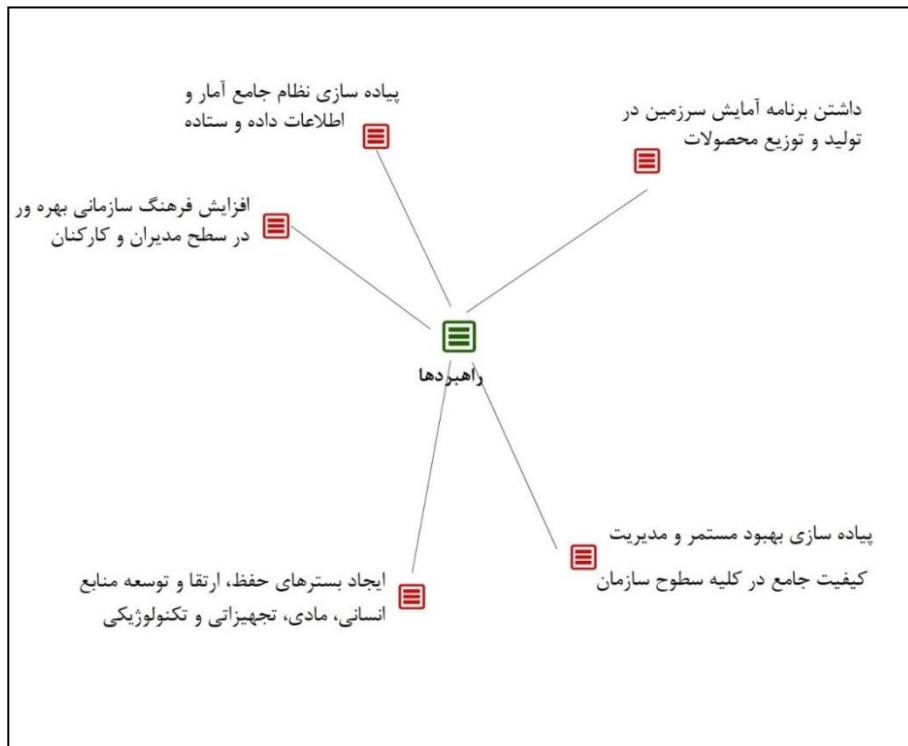 داشتن برنامه آمایش سرزمین در
تولید و توزیع محصولات
پیاده سازی نظام جامع آمار و
اطلاعات داده و ستاده
افزایش فرهنگ سازمانی بهره ور
در سطح مدیران و کارکنان
راهبردها
پیاده سازی بهبود مستمر و مدیریت
کیفیت جامع در کلیه سطوح سازمان
ایجاد بسترهای حفظ، ارتقا و توسعه منابع
انسانی، مادی، تجهیزاتی و تکنولوژیکی